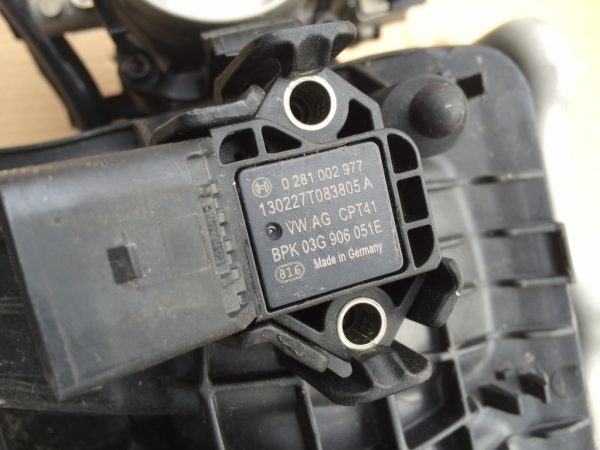 0 281 002 977
130227T083805 A
VW AG CPT41
BPK 03G 906 051E
816 Made in Germany